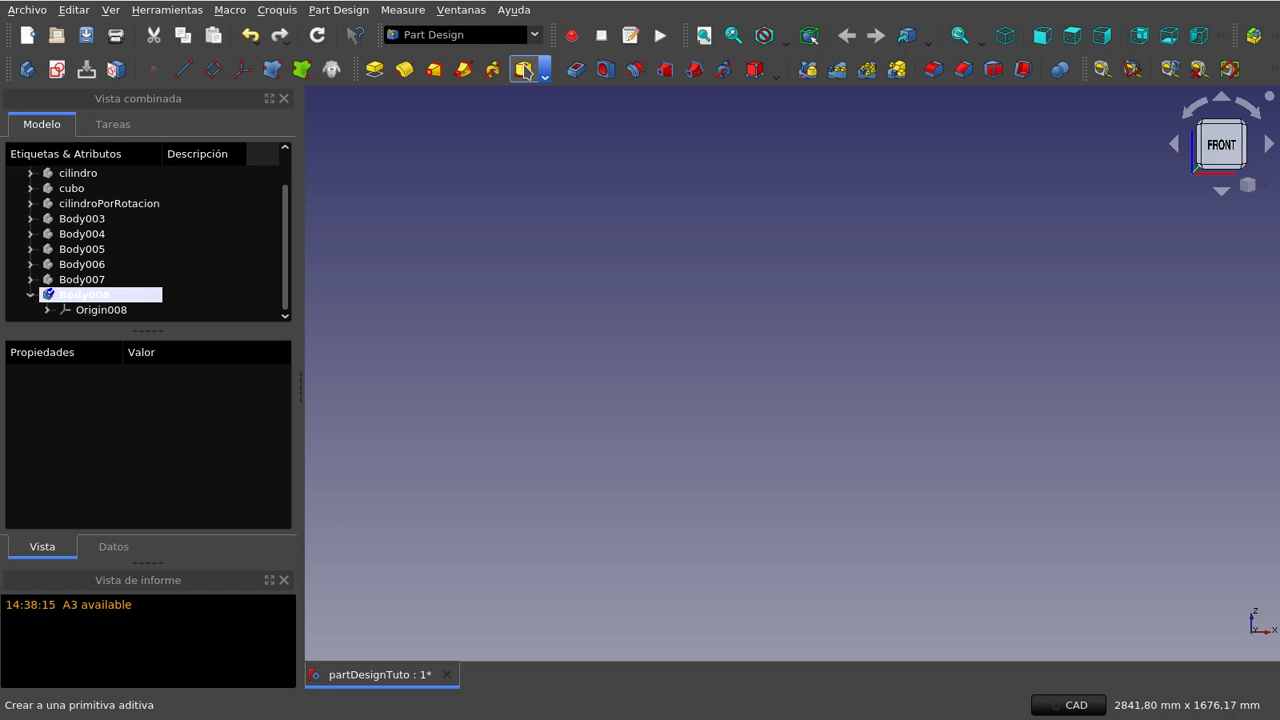 Archivo Editar Ver Herramientas Macro Croquis Part Design Measure Ventanas Ayuda
Part Design
Vista combinada
Modelo Tareas
Etiquetas & Atributos Descripción
cilindro
cubo
cilindroPorRotacion
Body003
Body004
Body005
Body006
Body007
Body008
Origin008
Propiedades Valor
Vista Datos
Vista de informe
14:38:15 A3 available
FRONT
Z
Y
X
partDesignTuto : 1*
Crear a una primitiva aditiva
CAD
2841,80 mm x 1676,17 mm